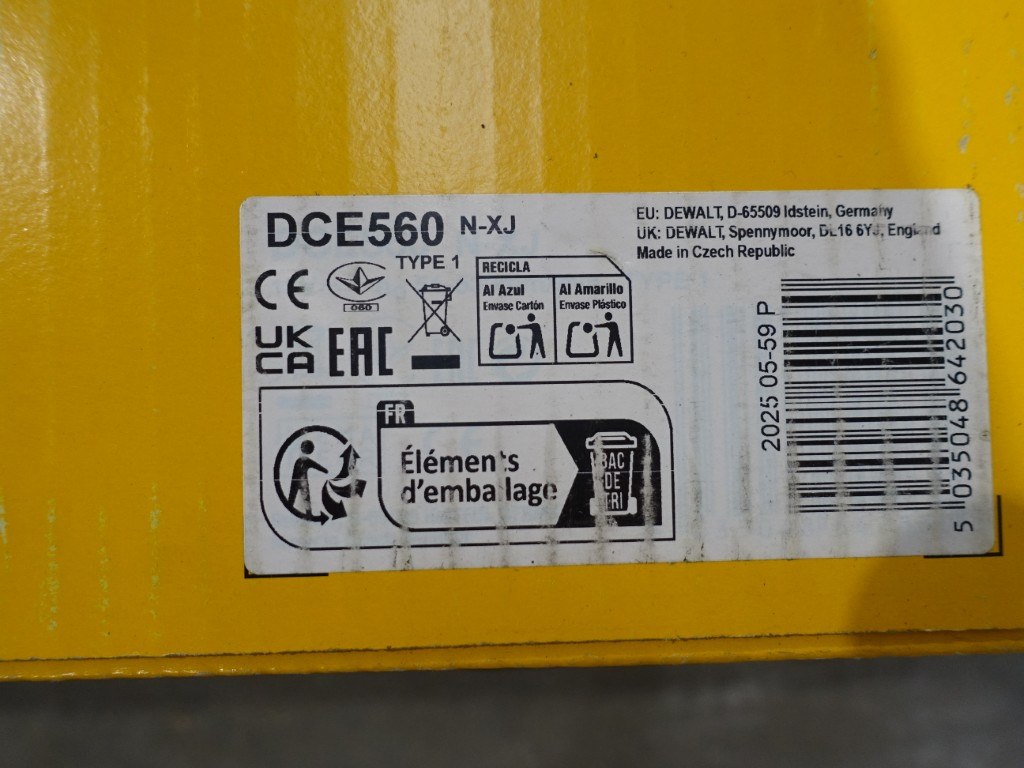 DCE560 N-XJ
TYPE 1
EU: DEWALT, D-65509 Idstein, Germany
UK: DEWALT, Spennymoor, DL16 6YJ, England
Made in Czech Republic
CE
060
UK
CA
EAC
RECICLA
Al Azul
Envase Cartón
Al Amarillo
Envase Plástico
FR
Éléments
d'emballage
BAC
DE
TRI
2025 05-59 P
5 035048 642030